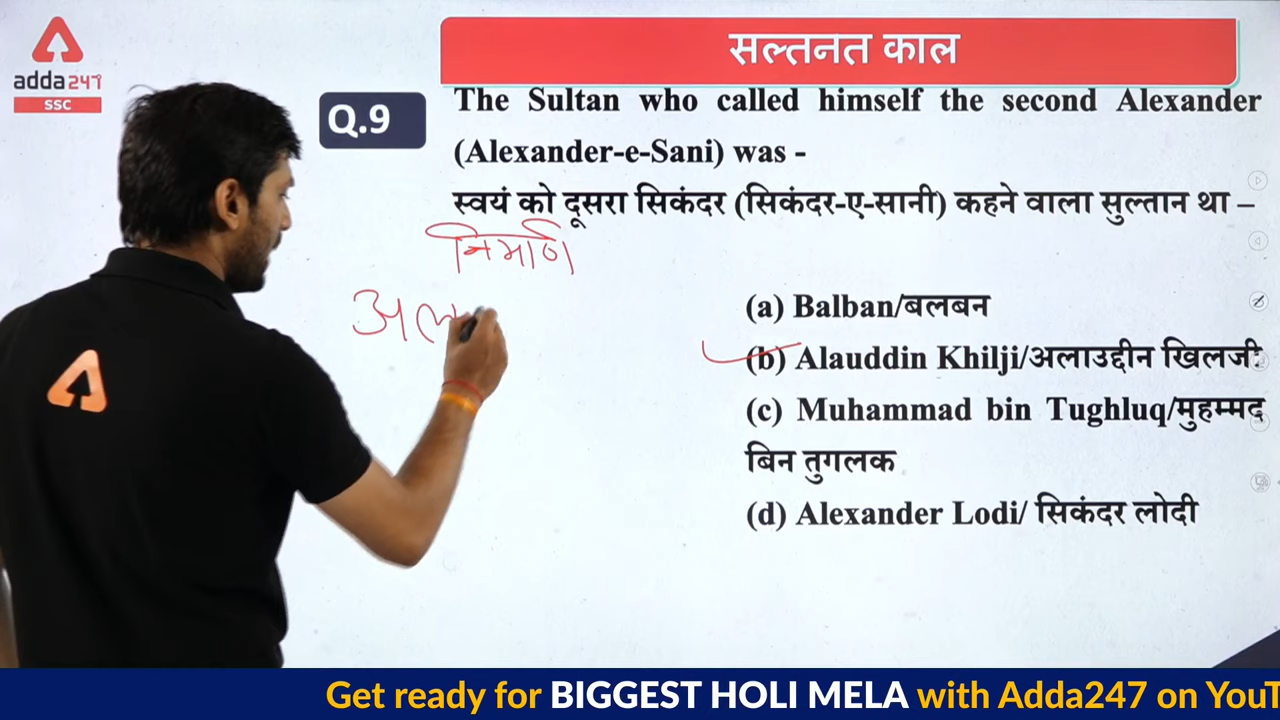 adda247
SSC
सल्तनत काल
Q.9
The Sultan who called himself the second Alexander
(Alexander-e-Sani) was -
स्वयं को दूसरा सिकंदर (सिकंदर-ए-सानी) कहने वाला सुल्तान था –
निर्माण
(a) Balban/बलबन
(b) Alauddin Khilji/अलाउद्दीन खिलजी
(c) Muhammad bin Tughluq/मुहम्मद
बिन तुगलक
(d) Alexander Lodi/ सिकंदर लोदी
Get ready for BIGGEST HOLI MELA with Adda247 on YouT